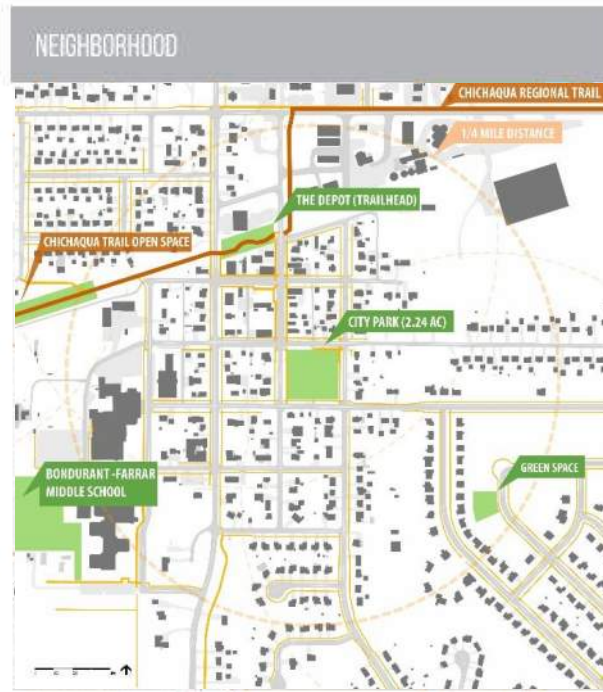 NEIGHBORHOOD
CHICHAQUA REGIONAL TRAIL
1/4 MILE DISTANCE
THE DEPOT (TRAILHEAD)
CHICHAQUA TRAIL OPEN SPACE
CITY PARK (2.24 AC)
BONDURANT -FARRAR
MIDDLE SCHOOL
GREEN SPACE